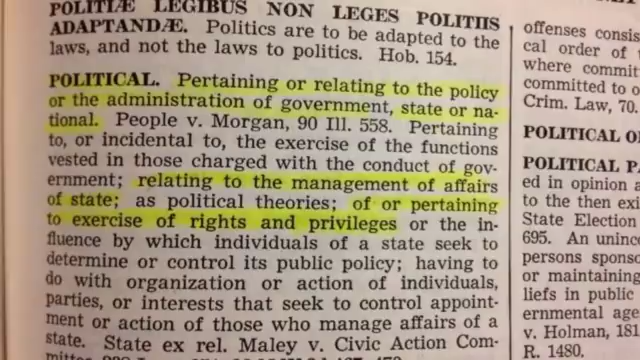 POLITIÆ LEGIBUS NON LEGES POLITIIS
ADAPTANDÆ. Politics are to be adapted to the
laws, and not the laws to politics. Hob. 154.
POLITICAL. Pertaining or relating to the policy
or the administration of government, state or na-
tional. People v. Morgan, 90 Ill. 558. Pertaining
to, or incidental to, the exercise of the functions
vested in those charged with the conduct of gov-
ernment; relating to the management of affairs
of state; as political theories; of or pertaining
to exercise of rights and privileges or the in-
fluence by which individuals of a state seek to
determine or control its public policy; having to
do with organization or action of individuals,
parties, or interests that seek to control appoint-
ment or action of those who manage affairs of a
state. State ex rel. Maley v. Civic Action Com-
offenses consis
cal order of
where commit
committed to o
Crim. Law, 70.
POLITICAL O
POLITICAL P
ed in opinion a
to the then exi
State Election
695. An uninc
persons sponso
or maintaining
liefs in public
ernmental age
v. Holman, 181
R. 1480.